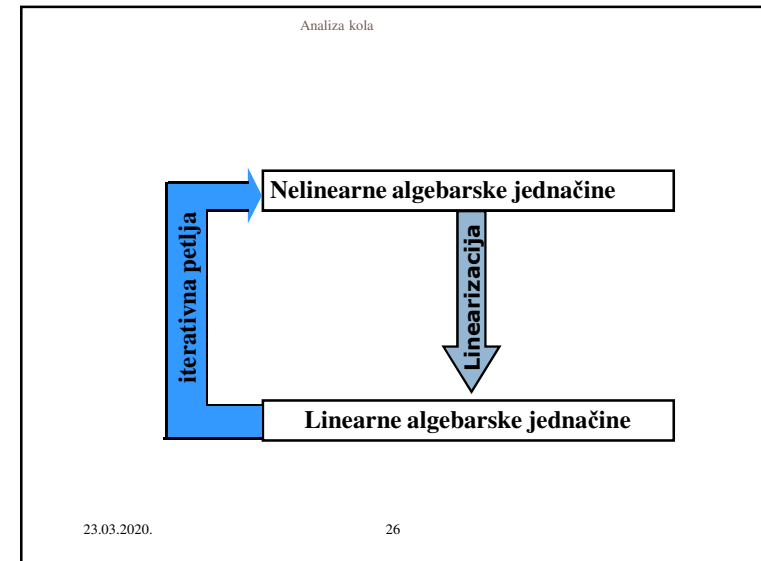 Analiza kola
Nelinearne algebarske jednačine
iterativna petlja
Linearizacija
Linearne algebarske jednačine
23.03.2020.
26